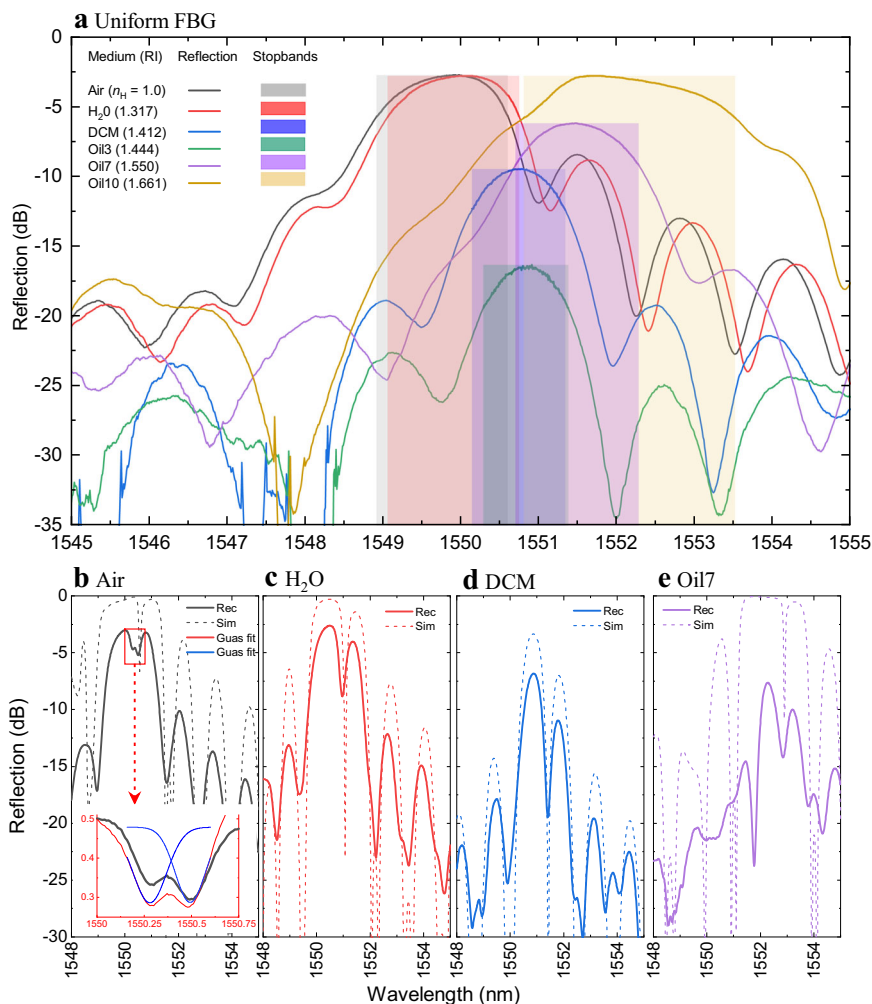 a Uniform FBG
0
-5
-10
-15
-20
-25
-30
-35
Reflection (dB)
Medium (RI) Reflection Stopbands
Air (nH = 1.0)
H20 (1.317)
DCM (1.412)
Oil3 (1.444)
Oil7 (1.550)
Oil10 (1.661)
1545 1546 1547 1548 1549 1550 1551 1552 1553 1554 1555
b Air
c H2O
d DCM
e Oil7
0
-5
-10
-15
-20
-25
-30
Reflection (dB)
Rec
Sim
Guas fit
Guas fit
0.5
0.4
0.3
1550 1550.25 1550.5 1550.75
Rec
Sim
Rec
Sim
Rec
Sim
1548 1550 1552 1554
1548 1550 1552 1554
1548 1550 1552 1554
1548 1550 1552 1554
Wavelength (nm)